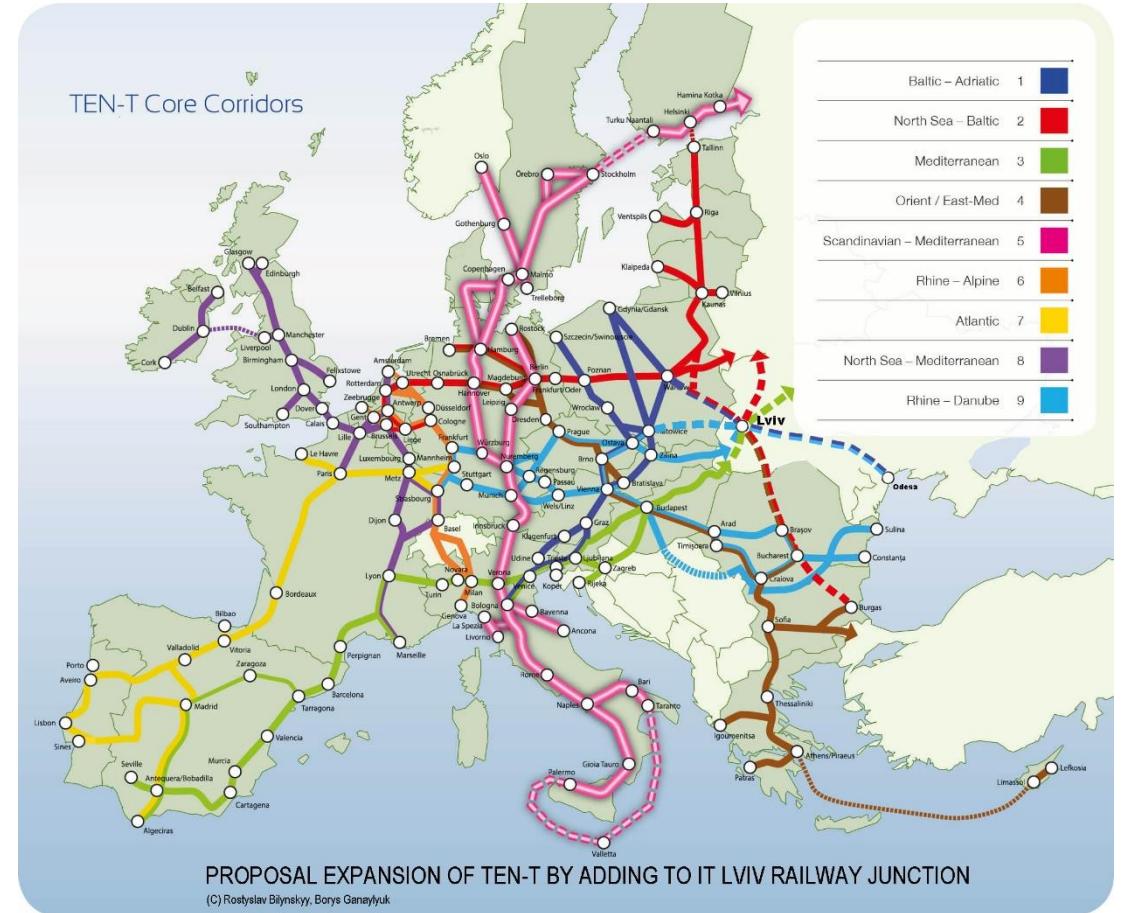 TEN-T Core Corridors
Baltic – Adriatic 1
North Sea – Baltic 2
Mediterranean 3
Orient / East-Med 4
Scandinavian – Mediterranean 5
Rhine – Alpine 6
Atlantic 7
North Sea – Mediterranean 8
Rhine – Danube 9
Hamina Kotka
Helsinki
Turku Naantali
Tallinn
Oslo
Örebro
Stockholm
Ventspils
Riga
Gothenburg
Glasgow
Edinburgh
Klaipeda
Copenhagen
Malmö
Trelleborg
Belfast
Vilnius
Kaunas
Gdynia/Gdansk
Dublin
Manchester
Rostock
Szczecin/Swinoujście
Liverpool
Bremen
Hamburg
Cork
Birmingham
Felixstowe
Amsterdam
Utrecht
Osnabrück
Magdeburg
Berlin
Poznan
London
Rotterdam
Hannover
Frankfurt/Oder
Zeebrugge
Antwerp
Düsseldorf
Leipzig
Wrocław
Southampton
Dover
Gent
Cologne
Dresden
Lviv
Calais
Lille
Brussels
Liege
Prague
Katowice
Frankfurt
Würzburg
Ostava
Le Havre
Luxembourg
Mannheim
Nuremberg
Brno
Zilina
Paris
Metz
Stuttgart
Regensburg
Passau
Odesa
Strasbourg
Munich
Wels/Linz
Vienna
Bratislava
Dijon
Basel
Innsbruck
Graz
Budapest
Arad
Braşov
Sulina
Klagenfurt
Timişoara
Udine
Trieste
Ljubljana
Bucharest
Constanţa
Lyon
Novara
Verona
Venice
Koper
Zagreb
Rijeka
Craiova
Turin
Milan
Bordeaux
Genova
Bologna
Ravenna
Burgas
Bilbao
La Spezia
Livorno
Ancona
Sofia
Valladolid
Vitoria
Marseille
Porto
Aveiro
Zaragoza
Perpignan
Barcelona
Rome
Bari
Madrid
Tarragona
Naples
Taranto
Thessaloniki
Lisbon
Sines
Valencia
Igoumenitsa
Seville
Murcia
Gioia Tauro
Athens/Piraeus
Antequera/Bobadilla
Palermo
Patras
Lefkosia
Cartagena
Limassol
Algeciras
Valletta
PROPOSAL EXPANSION OF TEN-T BY ADDING TO IT LVIV RAILWAY JUNCTION
(C) Rostyslav Bilynskyy, Borys Ganaylyuk